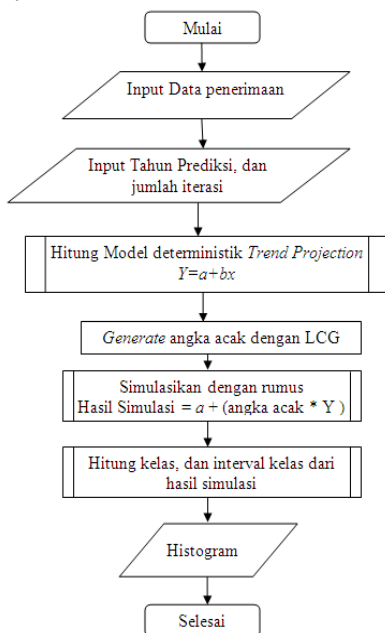 Mulai
Input Data penerimaan
Input Tahun Prediksi, dan
jumlah iterasi
Hitung Model deterministik Trend Projection
Y=a+bx
Generate angka acak dengan LCG
Simulasikan dengan rumus
Hasil Simulasi = a + (angka acak * Y )
Hitung kelas, dan interval kelas dari
hasil simulasi
Histogram
Selesai